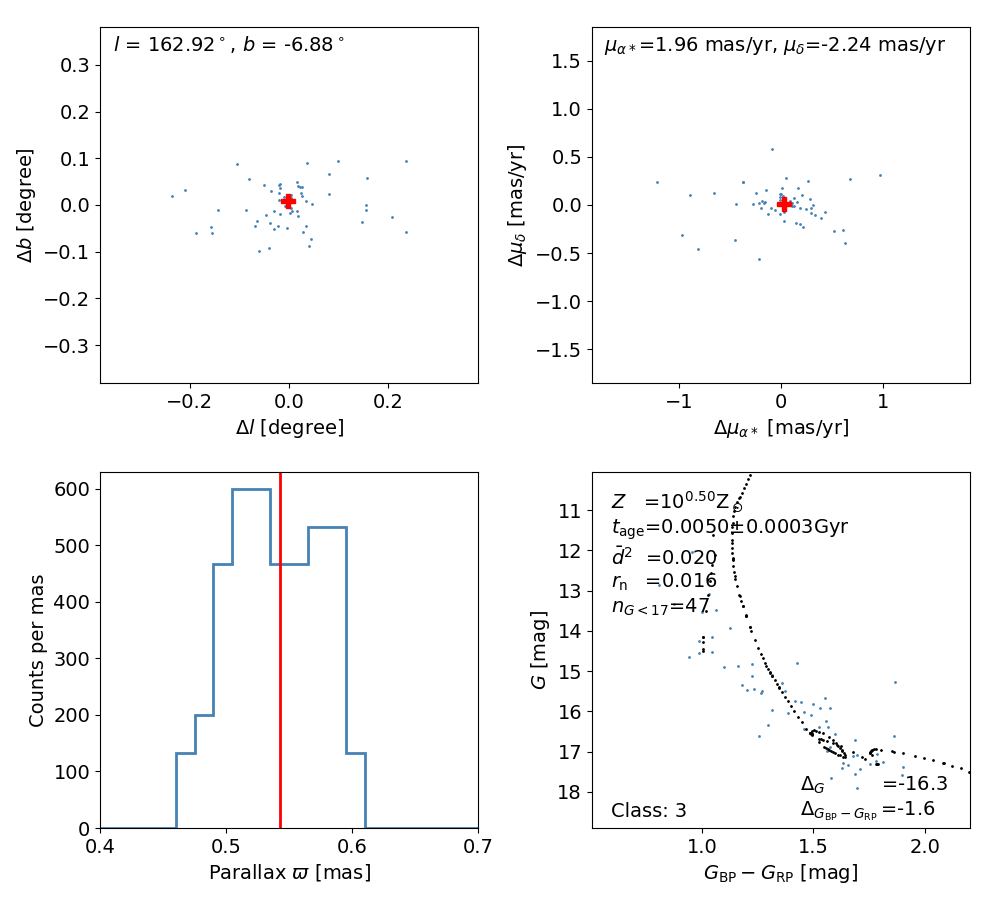 l = 162.92°, b = -6.88°
0.3
0.2
0.1
0.0
−0.1
−0.2
−0.3
Δb [degree]
−0.2 0.0 0.2
Δl [degree]
μα*=1.96 mas/yr, μδ=-2.24 mas/yr
1.5
1.0
0.5
0.0
−0.5
−1.0
−1.5
Δμδ [mas/yr]
−1 0 1
Δμα* [mas/yr]
600
500
400
300
200
100
0
Counts per mas
0.4 0.5 0.6 0.7
Parallax ϖ [mas]
Z =10^0.50 Z⊙
t_age=0.0050±0.0003Gyr
d̄² =0.020
r_n =0.016
n_G<17=47
11
12
13
14
15
16
17
18
G [mag]
Δ_G =-16.3
Δ_G_BP−G_RP =-1.6
Class: 3
1.0 1.5 2.0
G_BP − G_RP [mag]